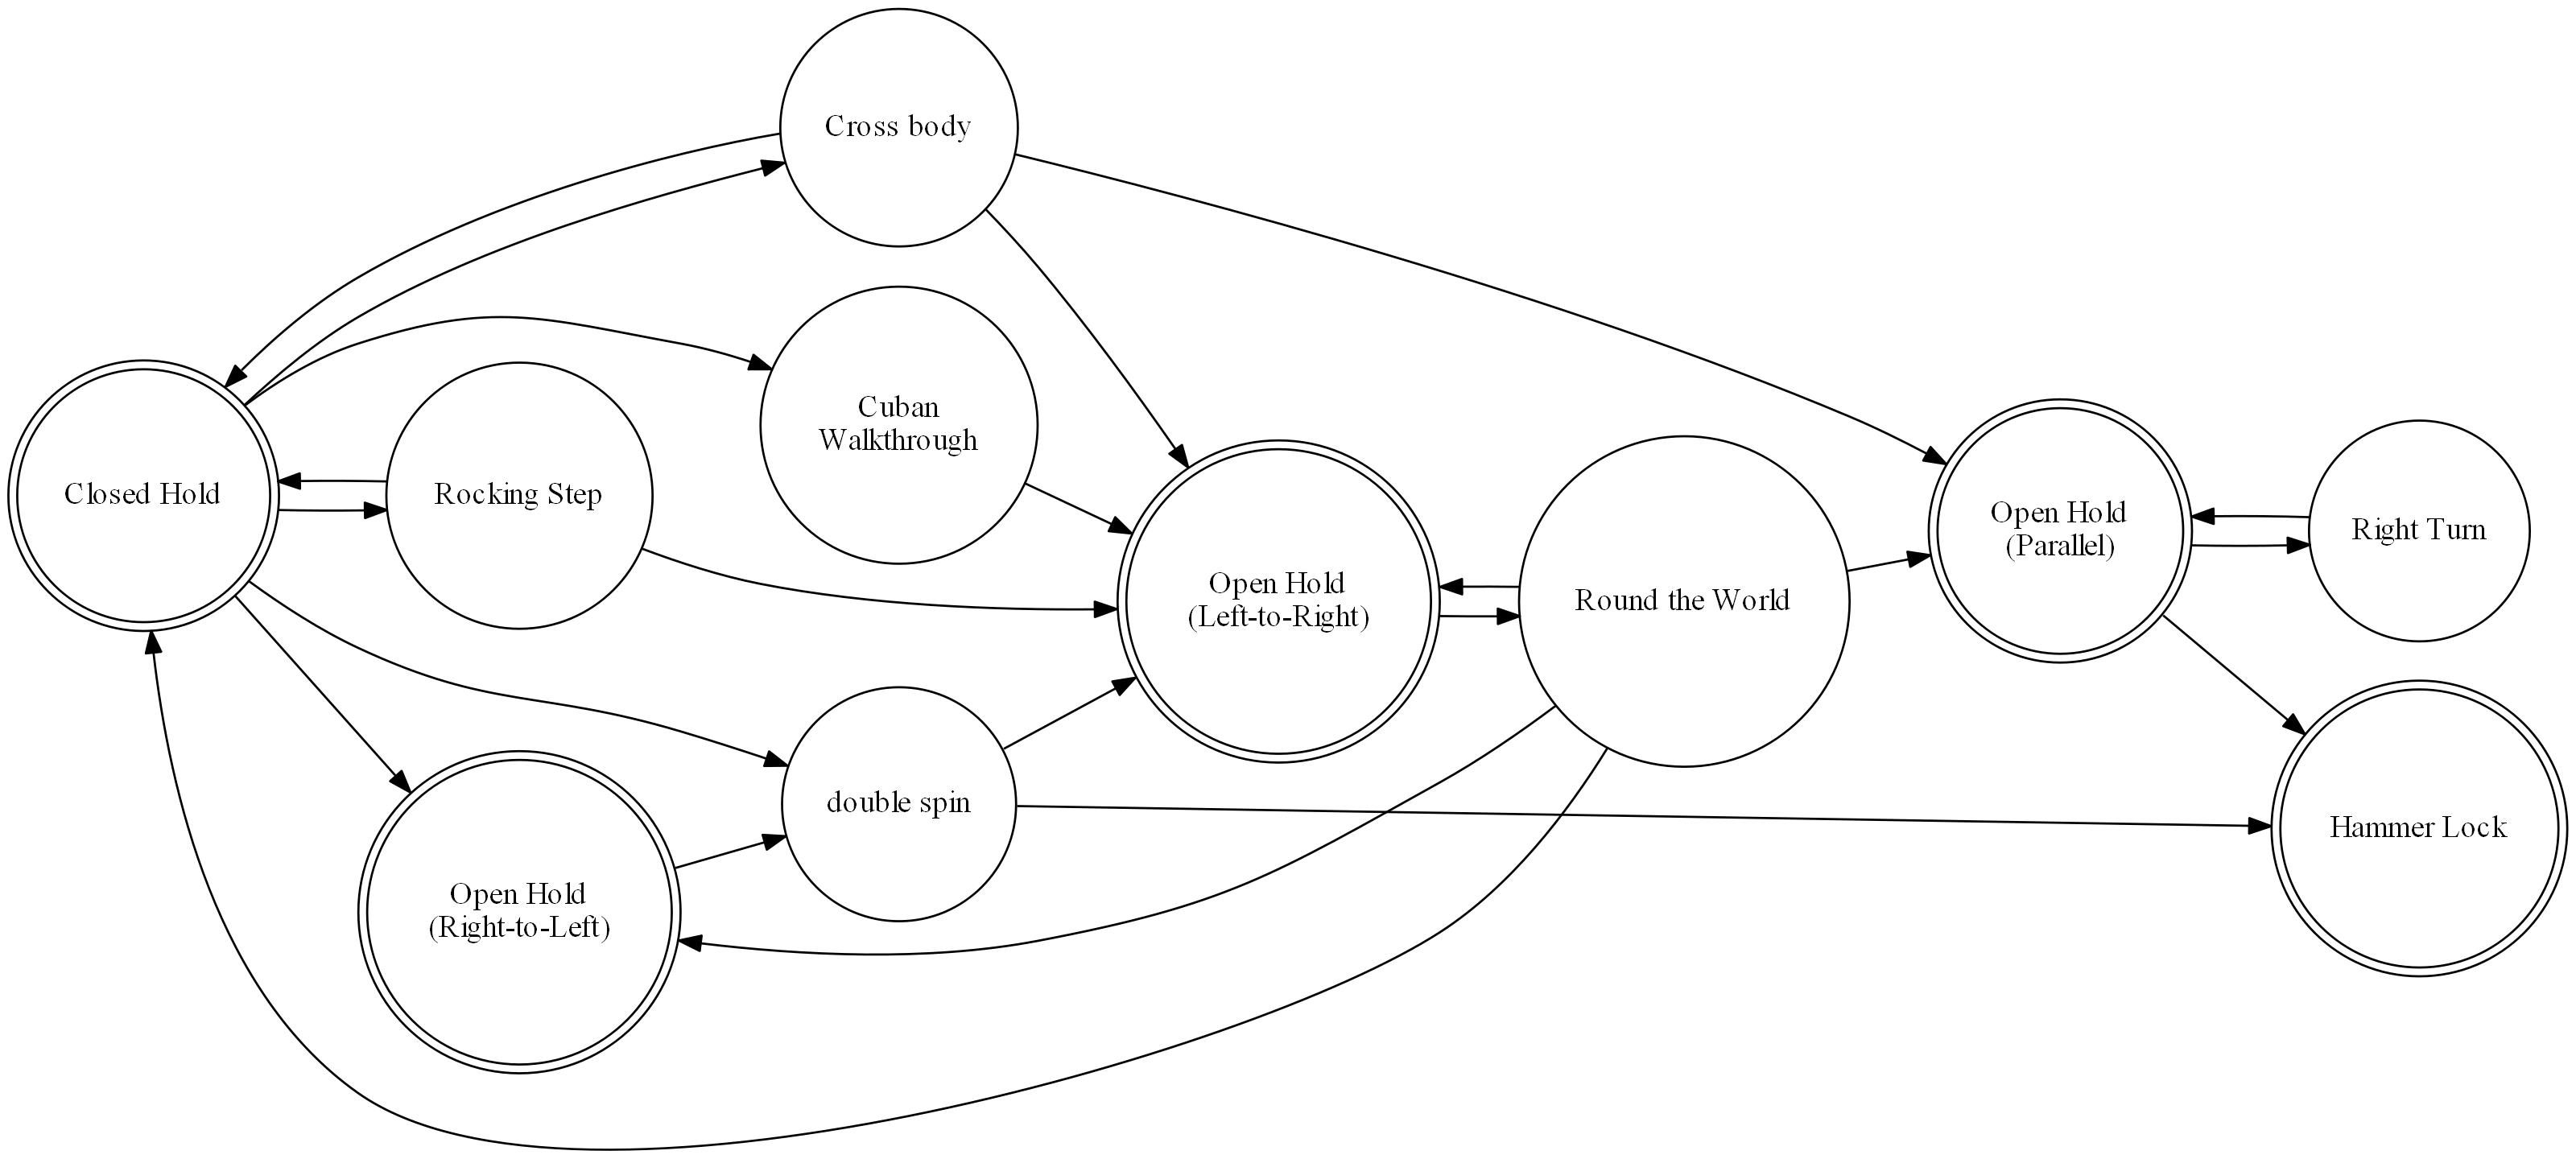 Cross body
Cuban
Walkthrough
Closed Hold
Rocking Step
Open Hold
(Left-to-Right)
Round the World
Open Hold
(Parallel)
Right Turn
double spin
Hammer Lock
Open Hold
(Right-to-Left)